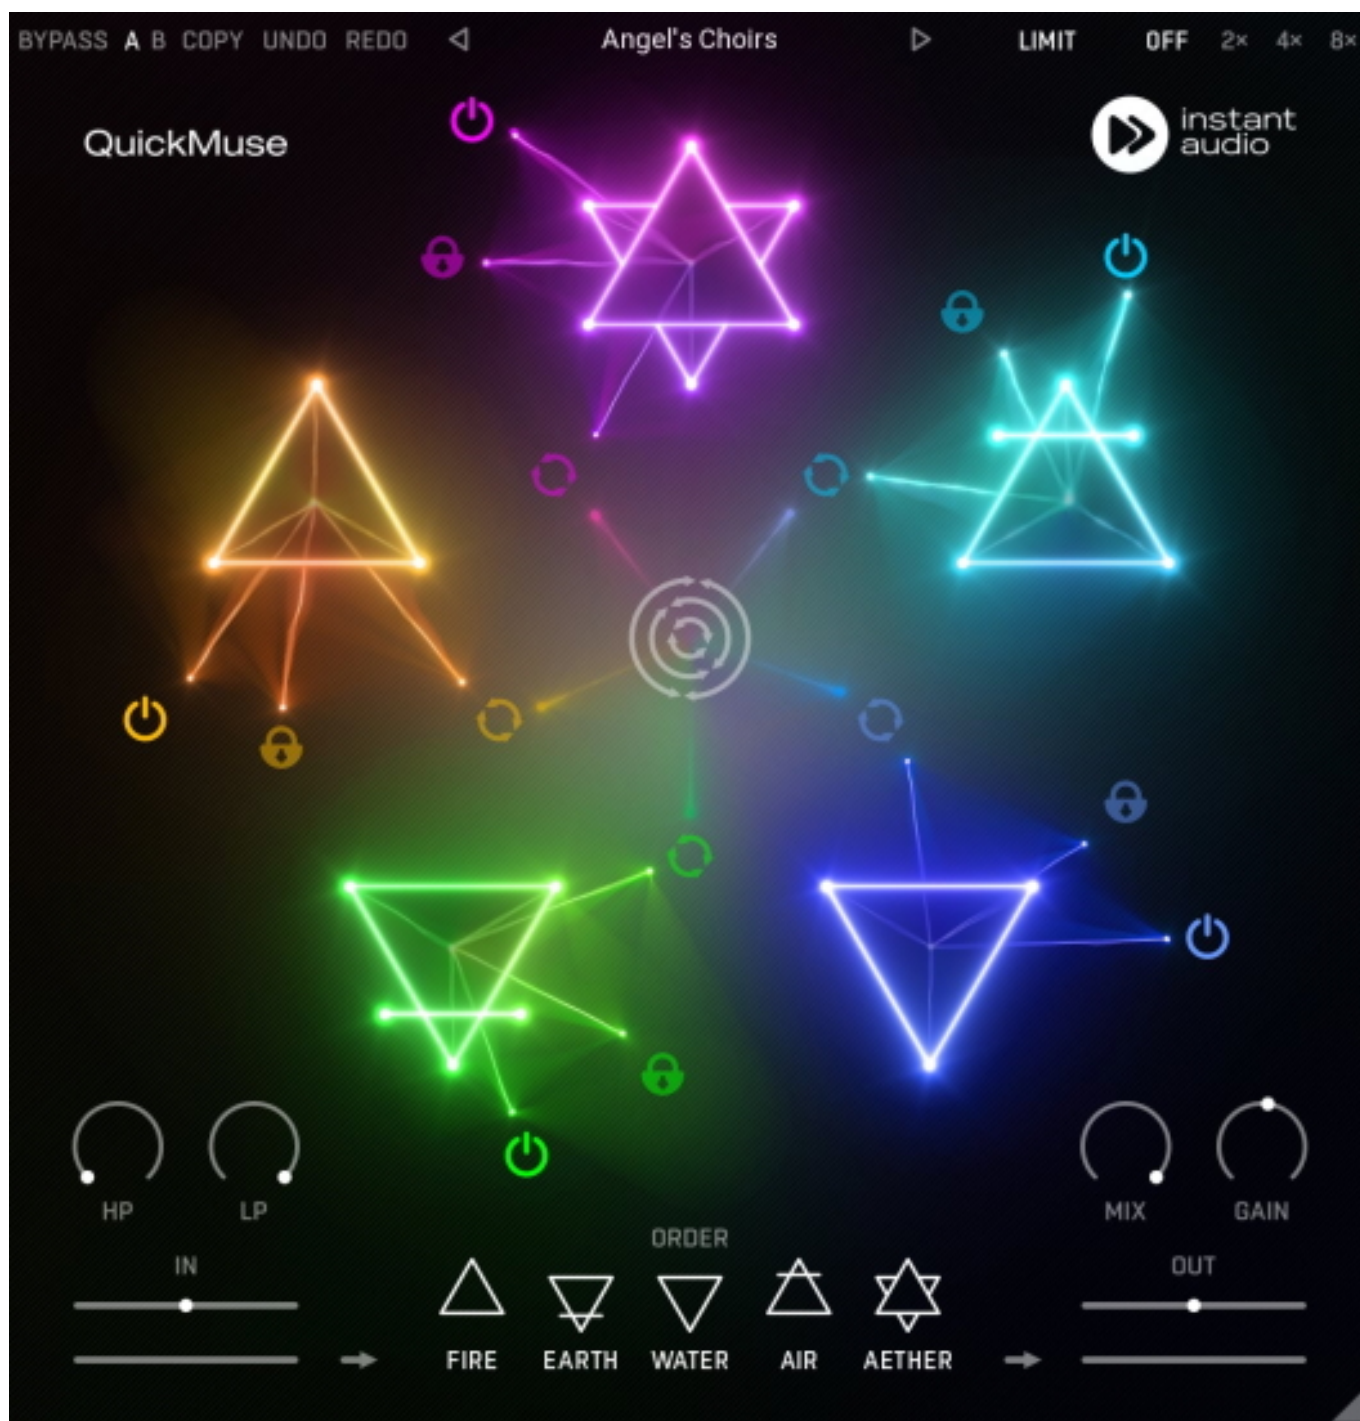 BYPASS A B COPY UNDO REDO Angel's Choirs LIMIT OFF 2× 4× 8×
QuickMuse
instant
audio
HP LP MIX GAIN
ORDER
IN OUT
FIRE EARTH WATER AIR AETHER